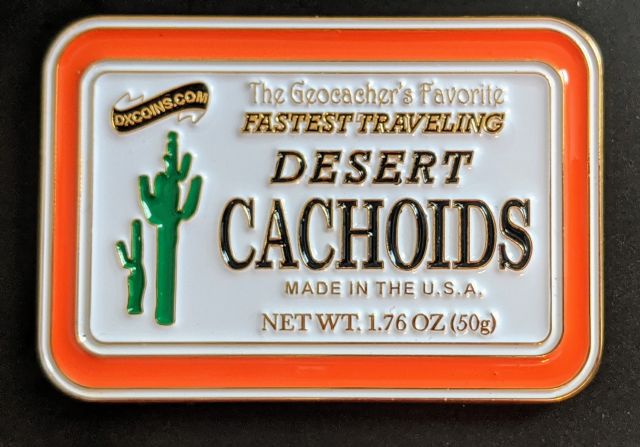 DXCOINS.COM
The Geocacher's Favorite
FASTEST TRAVELING
DESERT
CACHOIDS
MADE IN THE U.S.A.
NET WT. 1.76 OZ (50g)